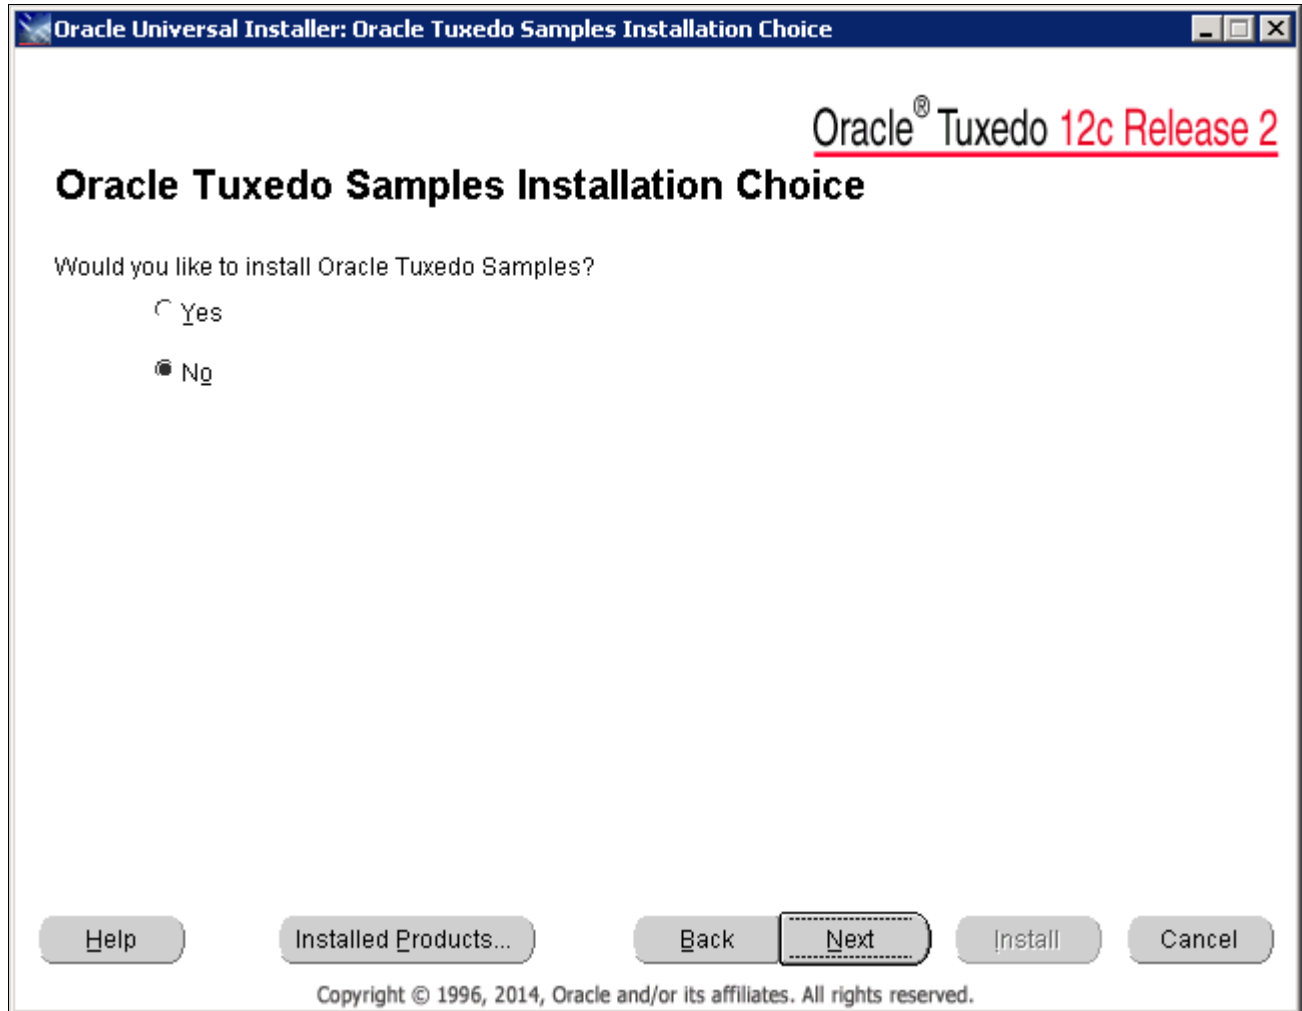 Oracle Universal Installer: Oracle Tuxedo Samples Installation Choice
Oracle® Tuxedo 12c Release 2
Oracle Tuxedo Samples Installation Choice
Would you like to install Oracle Tuxedo Samples?
Yes
No
Help Installed Products... Back Next Install Cancel
Copyright © 1996, 2014, Oracle and/or its affiliates. All rights reserved.